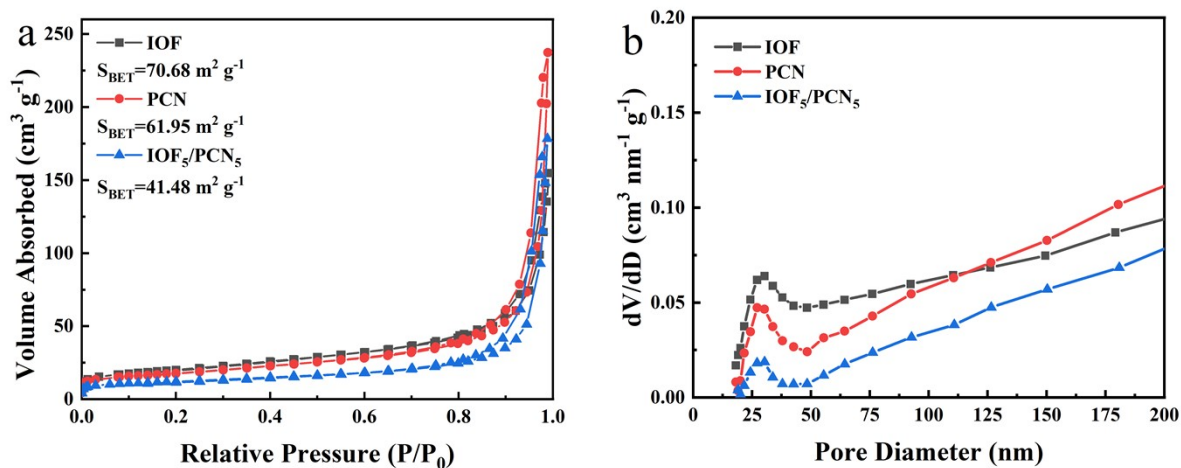 a
IOF
S_BET=70.68 m² g⁻¹
PCN
S_BET=61.95 m² g⁻¹
IOF₅/PCN₅
S_BET=41.48 m² g⁻¹
Volume Absorbed (cm³ g⁻¹)
250
200
150
100
50
0
0.0 0.2 0.4 0.6 0.8 1.0
Relative Pressure (P/P₀)
b
IOF
PCN
IOF₅/PCN₅
dV/dD (cm³ nm⁻¹ g⁻¹)
0.20
0.15
0.10
0.05
0.00
0 25 50 75 100 125 150 175 200
Pore Diameter (nm)